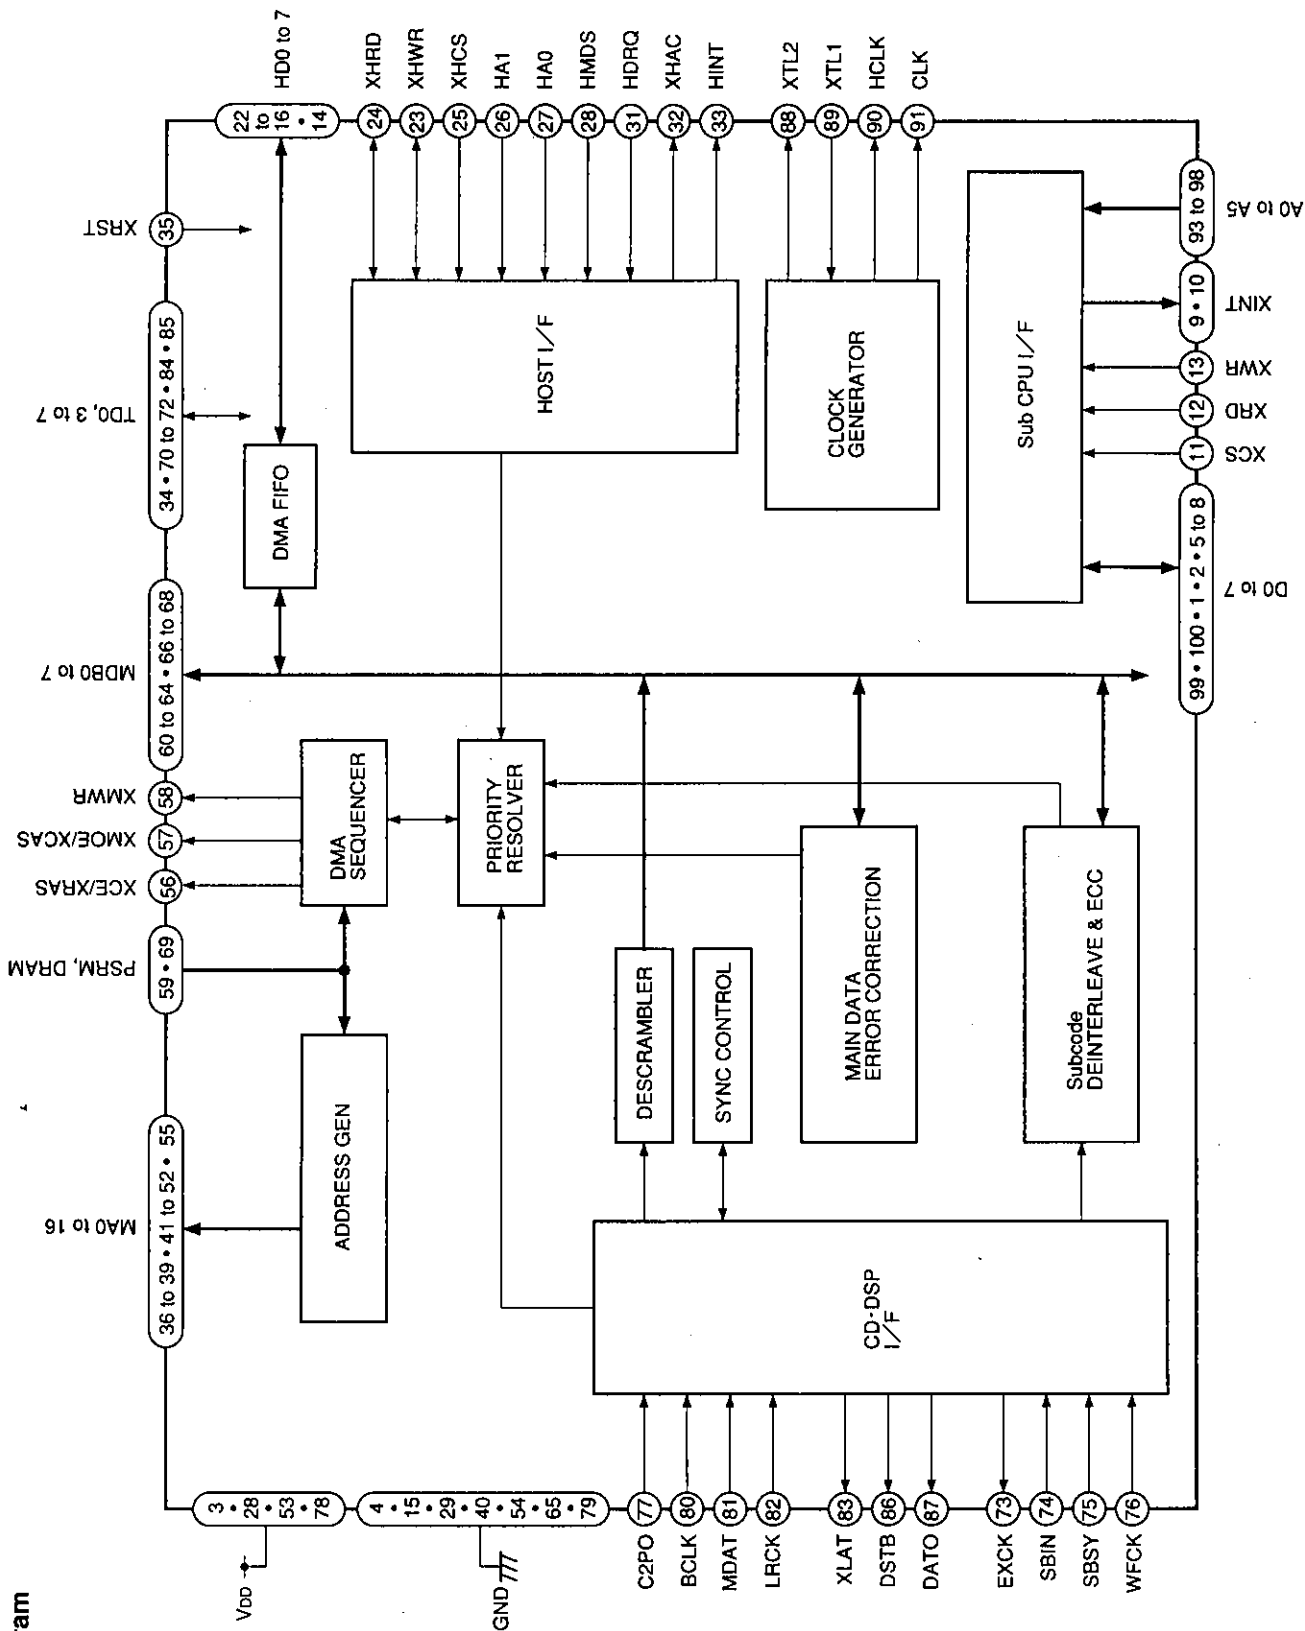 ram
VDD
3 • 28 • 53 • 78
GND
4 • 15 • 29 • 40 • 54 • 65 • 79
C2PO 77
BCLK 80
MDAT 81
LRCK 82
XLAT 83
DSTB 86
DATO 87
EXCK 73
SBIN 74
SBSY 75
WFCK 76
MA0 to 16
36 to 39 • 41 to 52 • 55
PSRM, DRAM
59 • 69
XCE/XRAS
56
XMOE/XCAS
57
XMWR
58
MDB0 to 7
60 to 64 • 66 to 68
TD0, 3 to 7
34 • 70 to 72 • 84 • 85
XRST
35
ADDRESS GEN
DMA
SEQUENCER
PRIORITY
RESOLVER
DMA FIFO
HOST I/F
CLOCK
GENERATOR
Sub CPU I/F
DESCRAMBLER
SYNC CONTROL
MAIN DATA
ERROR CORRECTION
Subcode
DEINTERLEAVE & ECC
CD-DSP
I/F
22
to
16
•
14
HD0 to 7
24 XHRD
23 XHWR
25 XHCS
26 HA1
27 HA0
28 HMDS
31 HDRQ
32 XHAC
33 HINT
88 XTL2
89 XTL1
90 HCLK
91 CLK
99 • 100 • 1 • 2 • 5 to 8
D0 to 7
11
XCS
12
XRD
13
XWR
9 • 10
XINT
93 to 98
A0 to A5